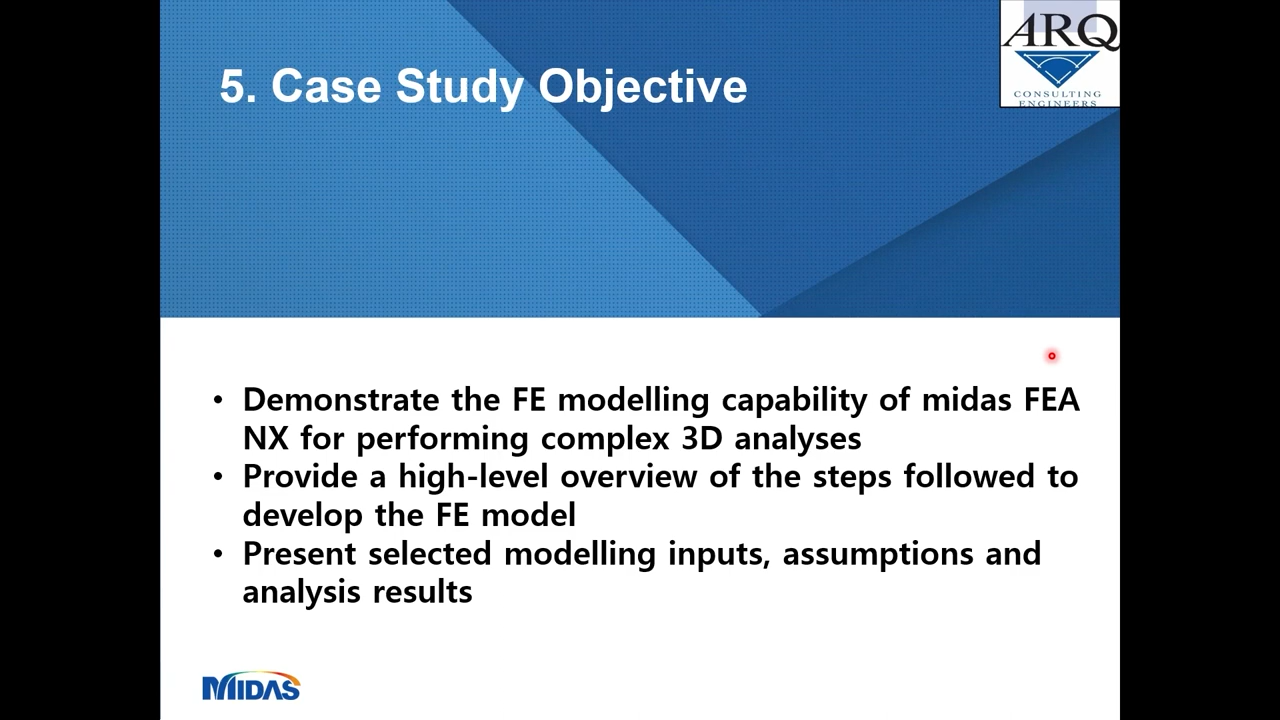 5. Case Study Objective
ARQ
CONSULTING
ENGINEERS
• Demonstrate the FE modelling capability of midas FEA
NX for performing complex 3D analyses
• Provide a high-level overview of the steps followed to
develop the FE model
• Present selected modelling inputs, assumptions and
analysis results
MIDAS